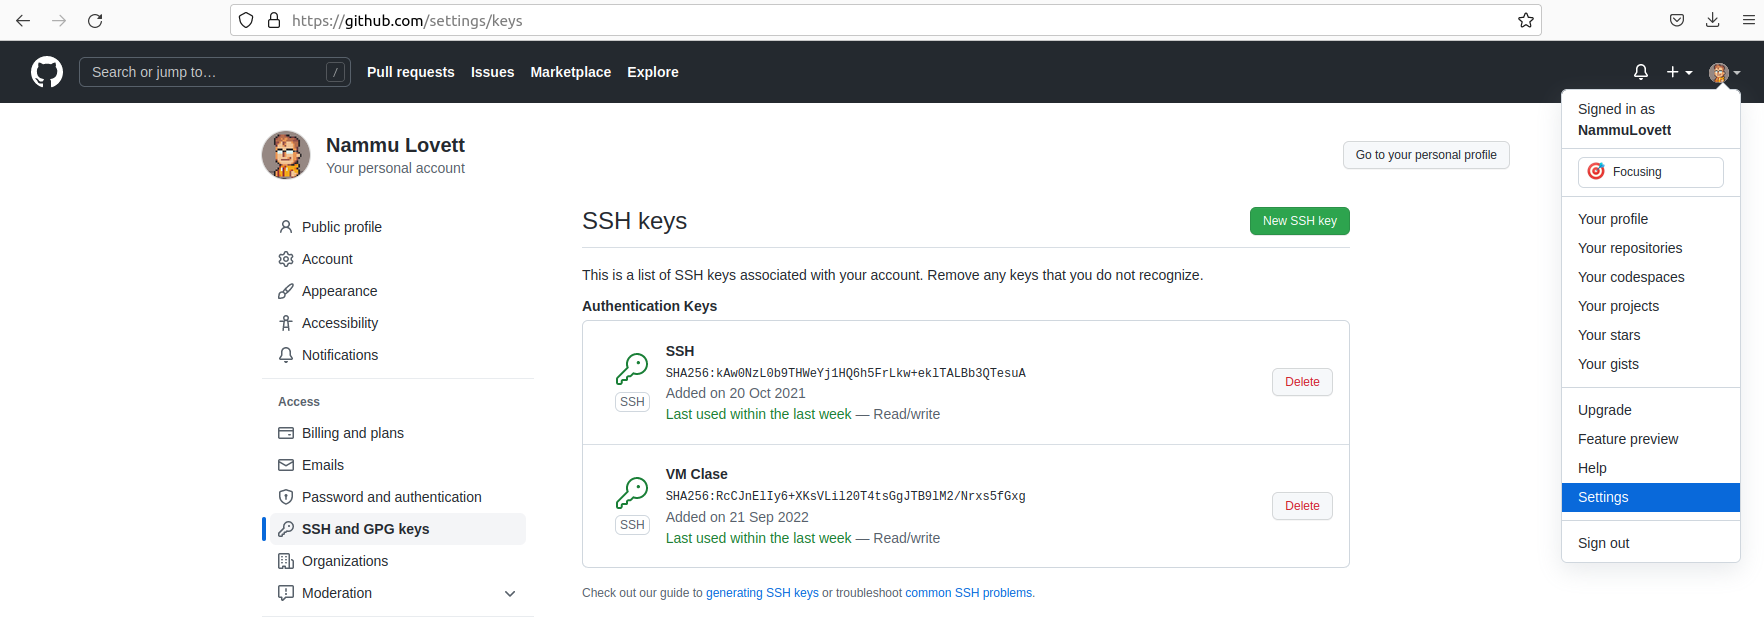 https://github.com/settings/keys
Search or jump to… /
Pull requests Issues Marketplace Explore
Signed in as
NammuLovett
Focusing
Your profile
Your repositories
Your codespaces
Your projects
Your stars
Your gists
Upgrade
Feature preview
Help
Settings
Sign out
Nammu Lovett
Your personal account
Go to your personal profile
Public profile
Account
Appearance
Accessibility
Notifications
Access
Billing and plans
Emails
Password and authentication
SSH and GPG keys
Organizations
Moderation
SSH keys
New SSH key
This is a list of SSH keys associated with your account. Remove any keys that you do not recognize.
Authentication Keys
SSH
SSH
SHA256:kAw0NzL0b9THWeYj1HQ6h5FrLkw+eklTALBb3QTesuA
Added on 20 Oct 2021
Last used within the last week — Read/write
Delete
SSH
VM Clase
SHA256:RcCJnElIy6+XKsVLil20T4tsGgJTB9lM2/Nrxs5fGxg
Added on 21 Sep 2022
Last used within the last week — Read/write
Delete
Check out our guide to generating SSH keys or troubleshoot common SSH problems.